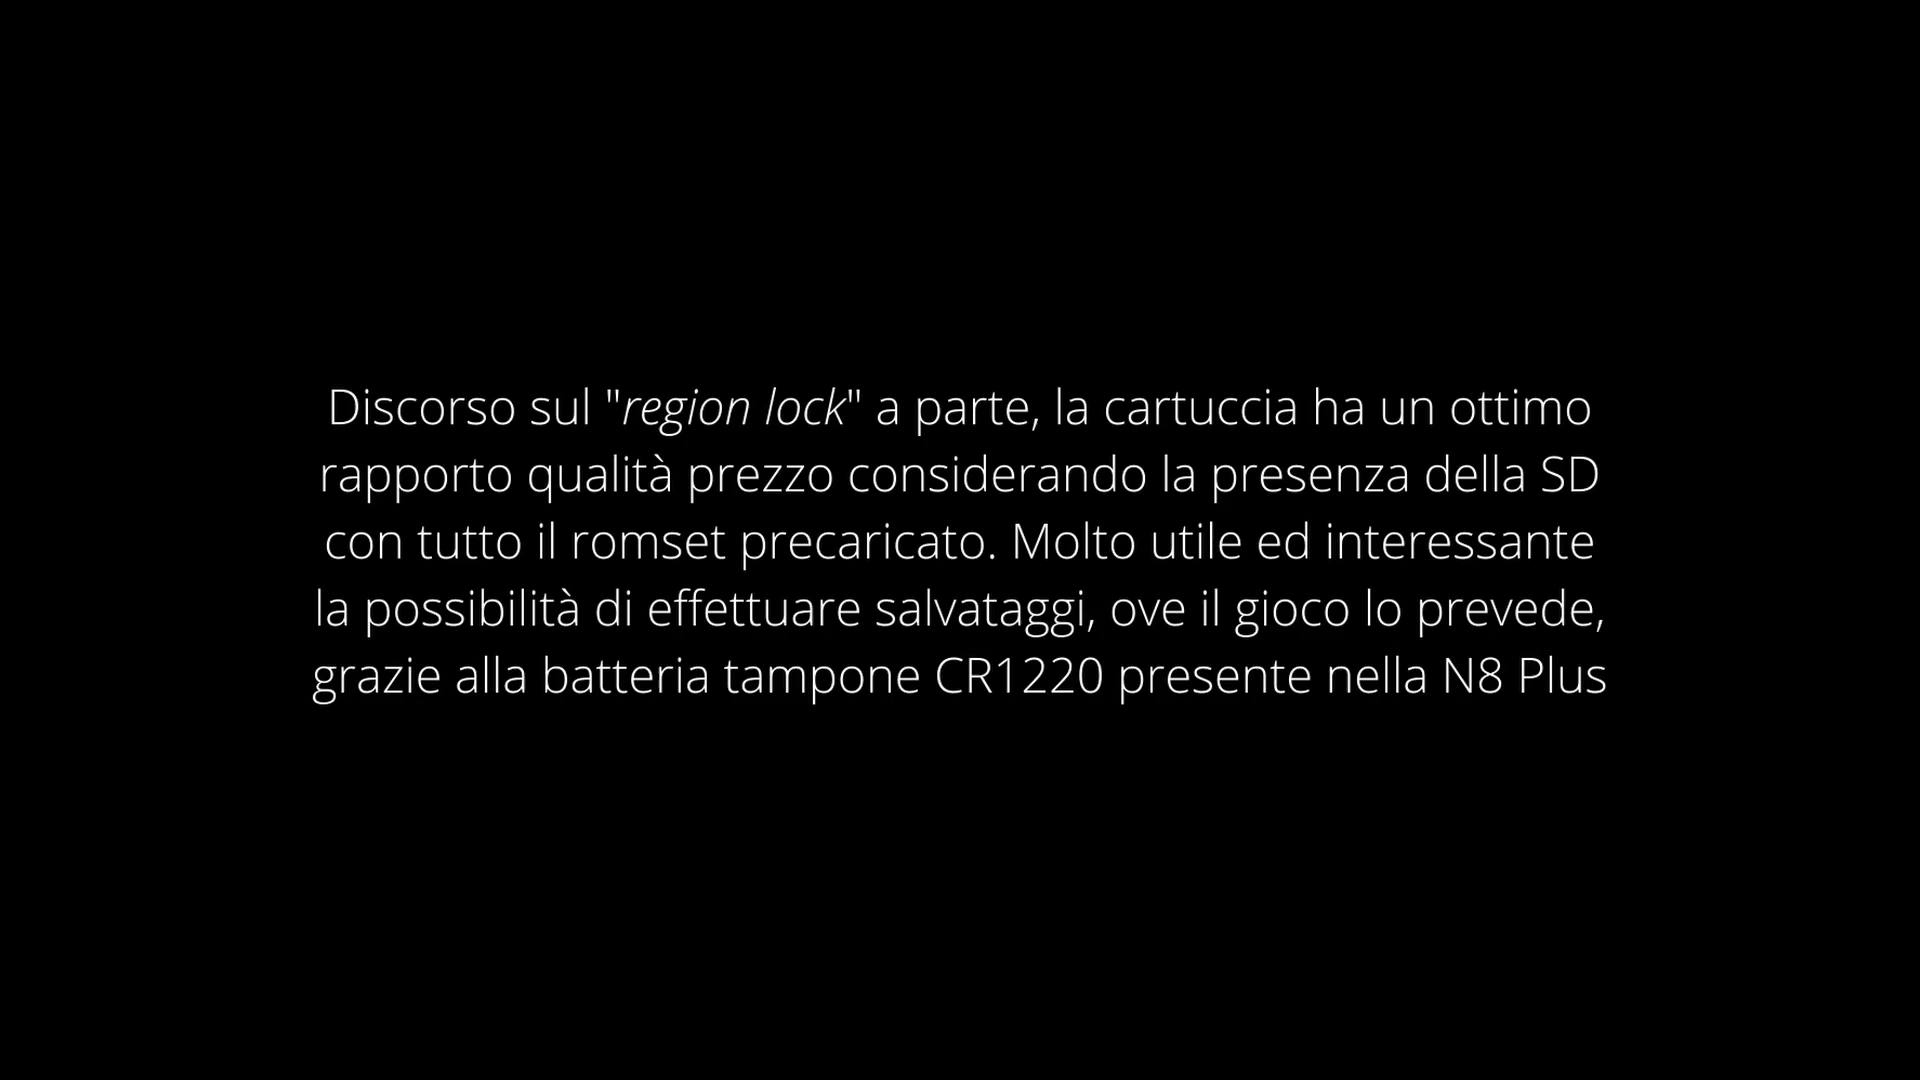 Discorso sul "region lock" a parte, la cartuccia ha un ottimo
rapporto qualità prezzo considerando la presenza della SD
con tutto il romset precaricato. Molto utile ed interessante
la possibilità di effettuare salvataggi, ove il gioco lo prevede,
grazie alla batteria tampone CR1220 presente nella N8 Plus